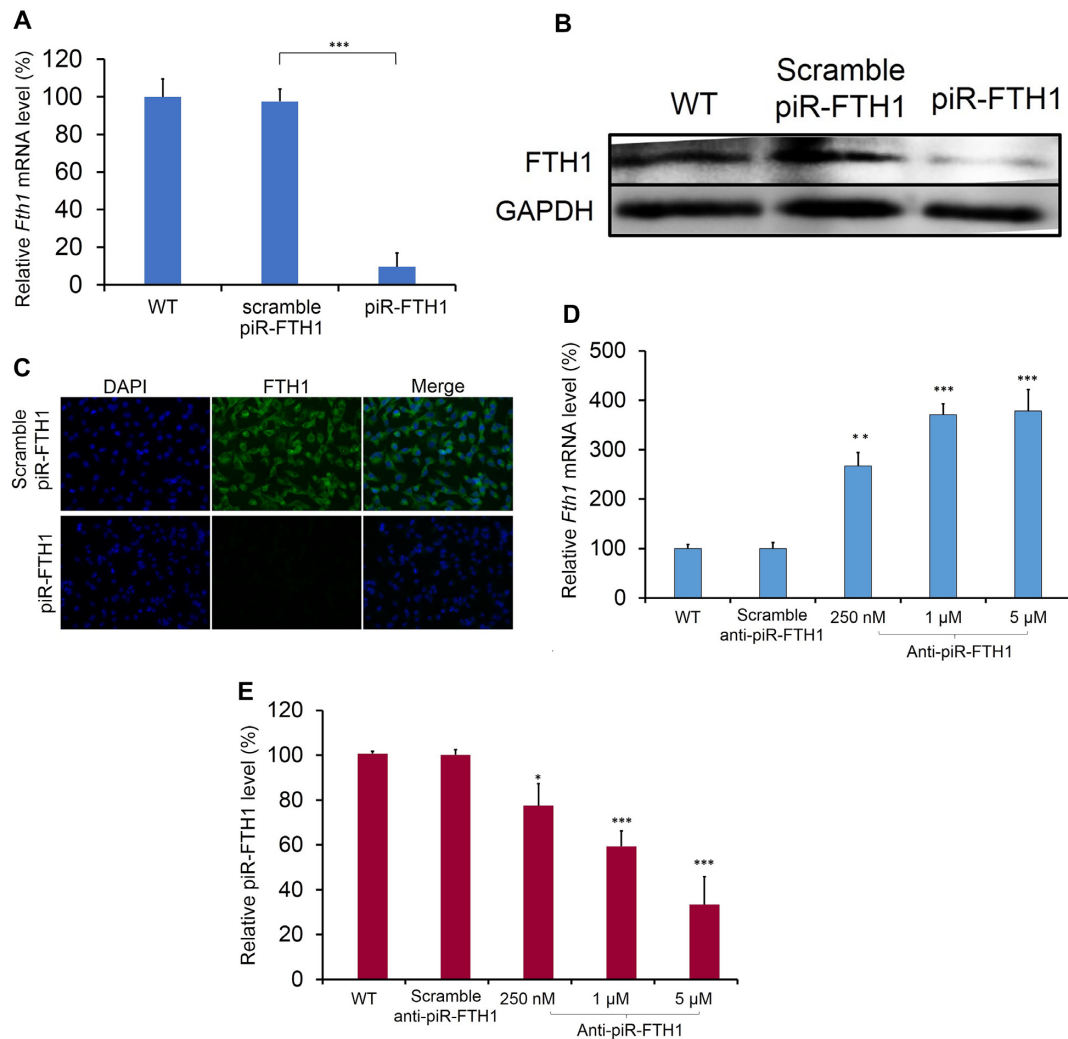 A
Relative Fth1 mRNA level (%)
***
120
100
80
60
40
20
0
WT
scramble
piR-FTH1
piR-FTH1
B
WT
Scramble
piR-FTH1
piR-FTH1
FTH1
GAPDH
C
DAPI
FTH1
Merge
Scramble
piR-FTH1
piR-FTH1
D
Relative Fth1 mRNA level (%)
500
400
300
200
100
0
**
***
***
WT
Scramble
anti-piR-FTH1
250 nM
1 µM
5 µM
Anti-piR-FTH1
E
Relative piR-FTH1 level (%)
120
100
80
60
40
20
0
*
***
***
WT
Scramble
anti-piR-FTH1
250 nM
1 µM
5 µM
Anti-piR-FTH1